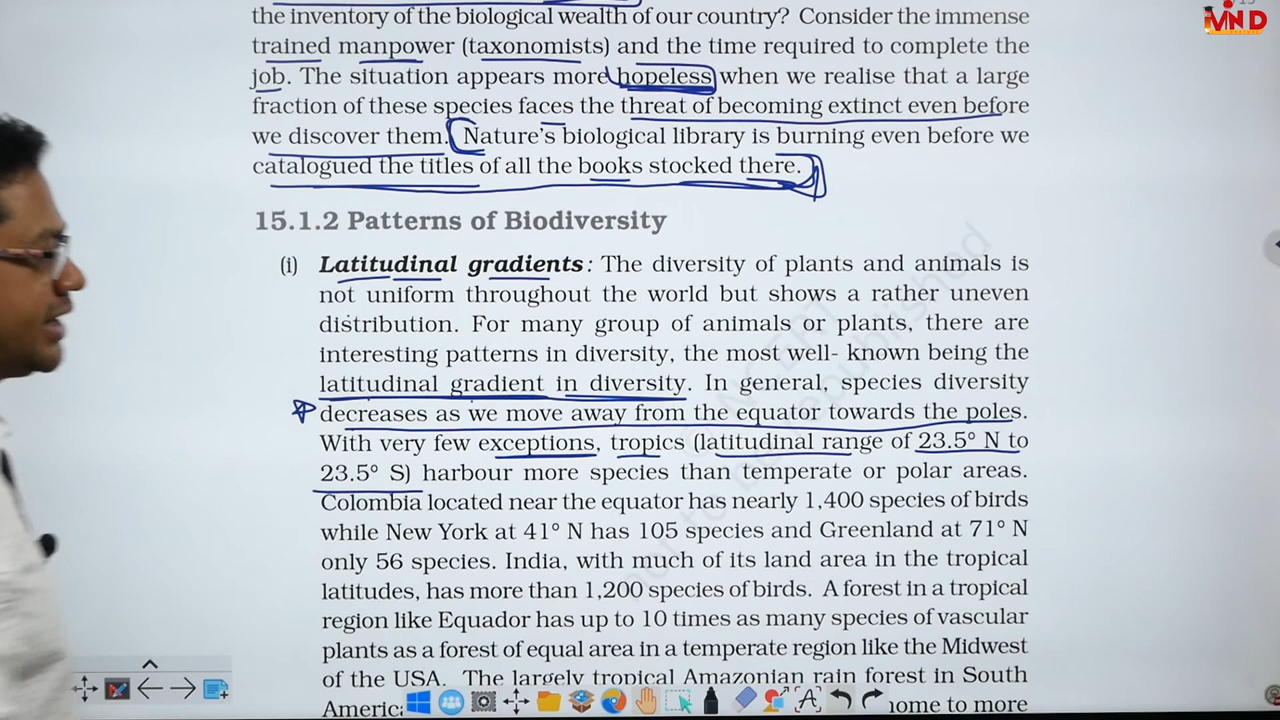 the inventory of the biological wealth of our country? Consider the immense
trained manpower (taxonomists) and the time required to complete the
job. The situation appears more hopeless when we realise that a large
fraction of these species faces the threat of becoming extinct even before
we discover them. Nature's biological library is burning even before we
catalogued the titles of all the books stocked there.
15.1.2 Patterns of Biodiversity
(i) Latitudinal gradients: The diversity of plants and animals is
not uniform throughout the world but shows a rather uneven
distribution. For many group of animals or plants, there are
interesting patterns in diversity, the most well- known being the
latitudinal gradient in diversity. In general, species diversity
decreases as we move away from the equator towards the poles.
With very few exceptions, tropics (latitudinal range of 23.5° N to
23.5° S) harbour more species than temperate or polar areas.
Colombia located near the equator has nearly 1,400 species of birds
while New York at 41° N has 105 species and Greenland at 71° N
only 56 species. India, with much of its land area in the tropical
latitudes, has more than 1,200 species of birds. A forest in a tropical
region like Equador has up to 10 times as many species of vascular
plants as a forest of equal area in a temperate region like the Midwest
of the USA. The largely tropical Amazonian rain forest in South
home to more